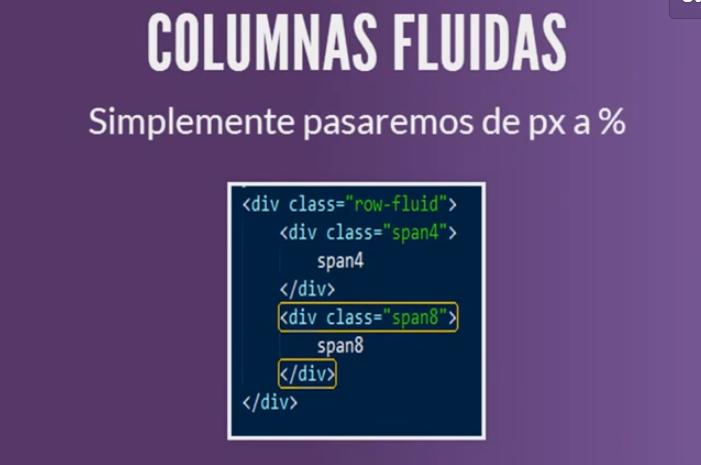 COLUMNAS FLUIDAS
Simplemente pasaremos de px a %
<div class="row-fluid">
<div class="span4">
span4
</div>
<div class="span8">
span8
</div>
</div>